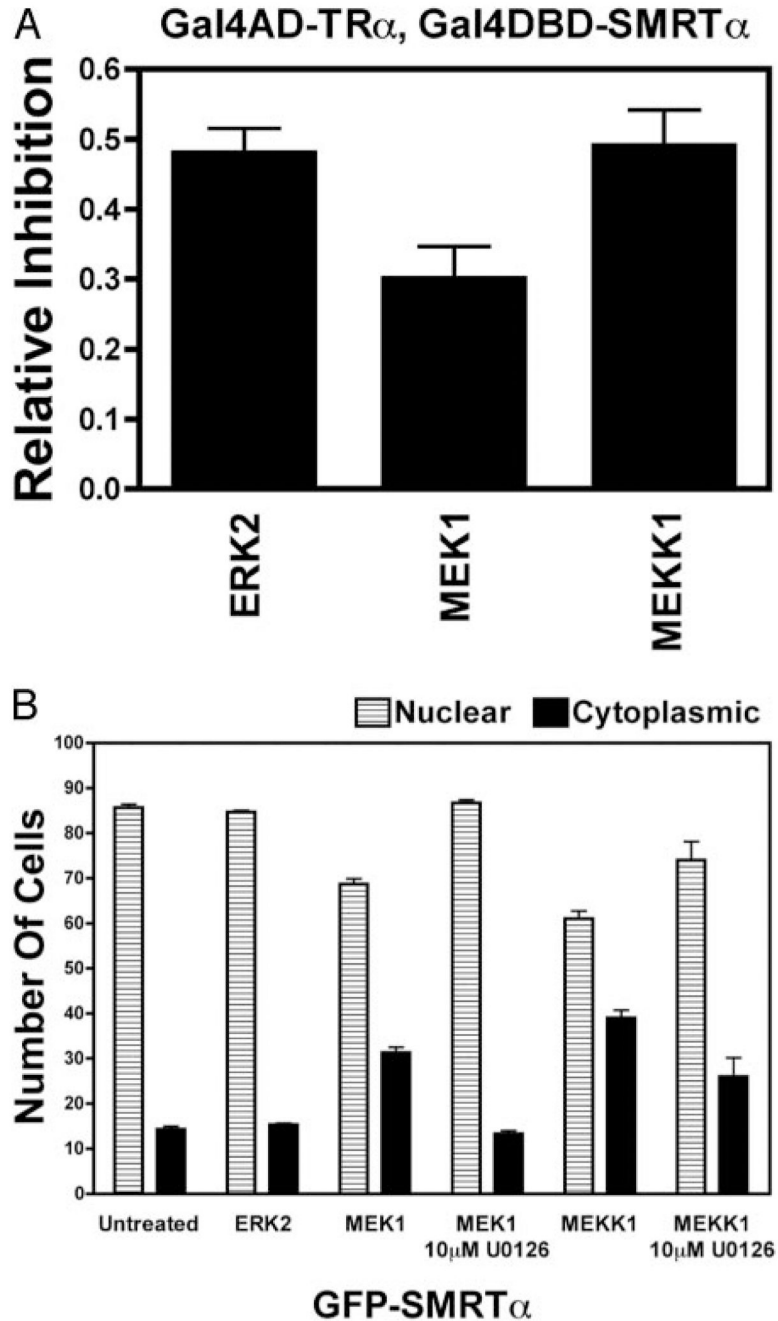 A
Gal4AD-TRα, Gal4DBD-SMRTα
Relative Inhibition
0.6
0.5
0.4
0.3
0.2
0.1
0.0
ERK2
MEK1
MEKK1
B
Nuclear
Cytoplasmic
Number Of Cells
100
90
80
70
60
50
40
30
20
10
0
Untreated
ERK2
MEK1
MEK1
10μM U0126
MEKK1
MEKK1
10μM U0126
GFP-SMRTα